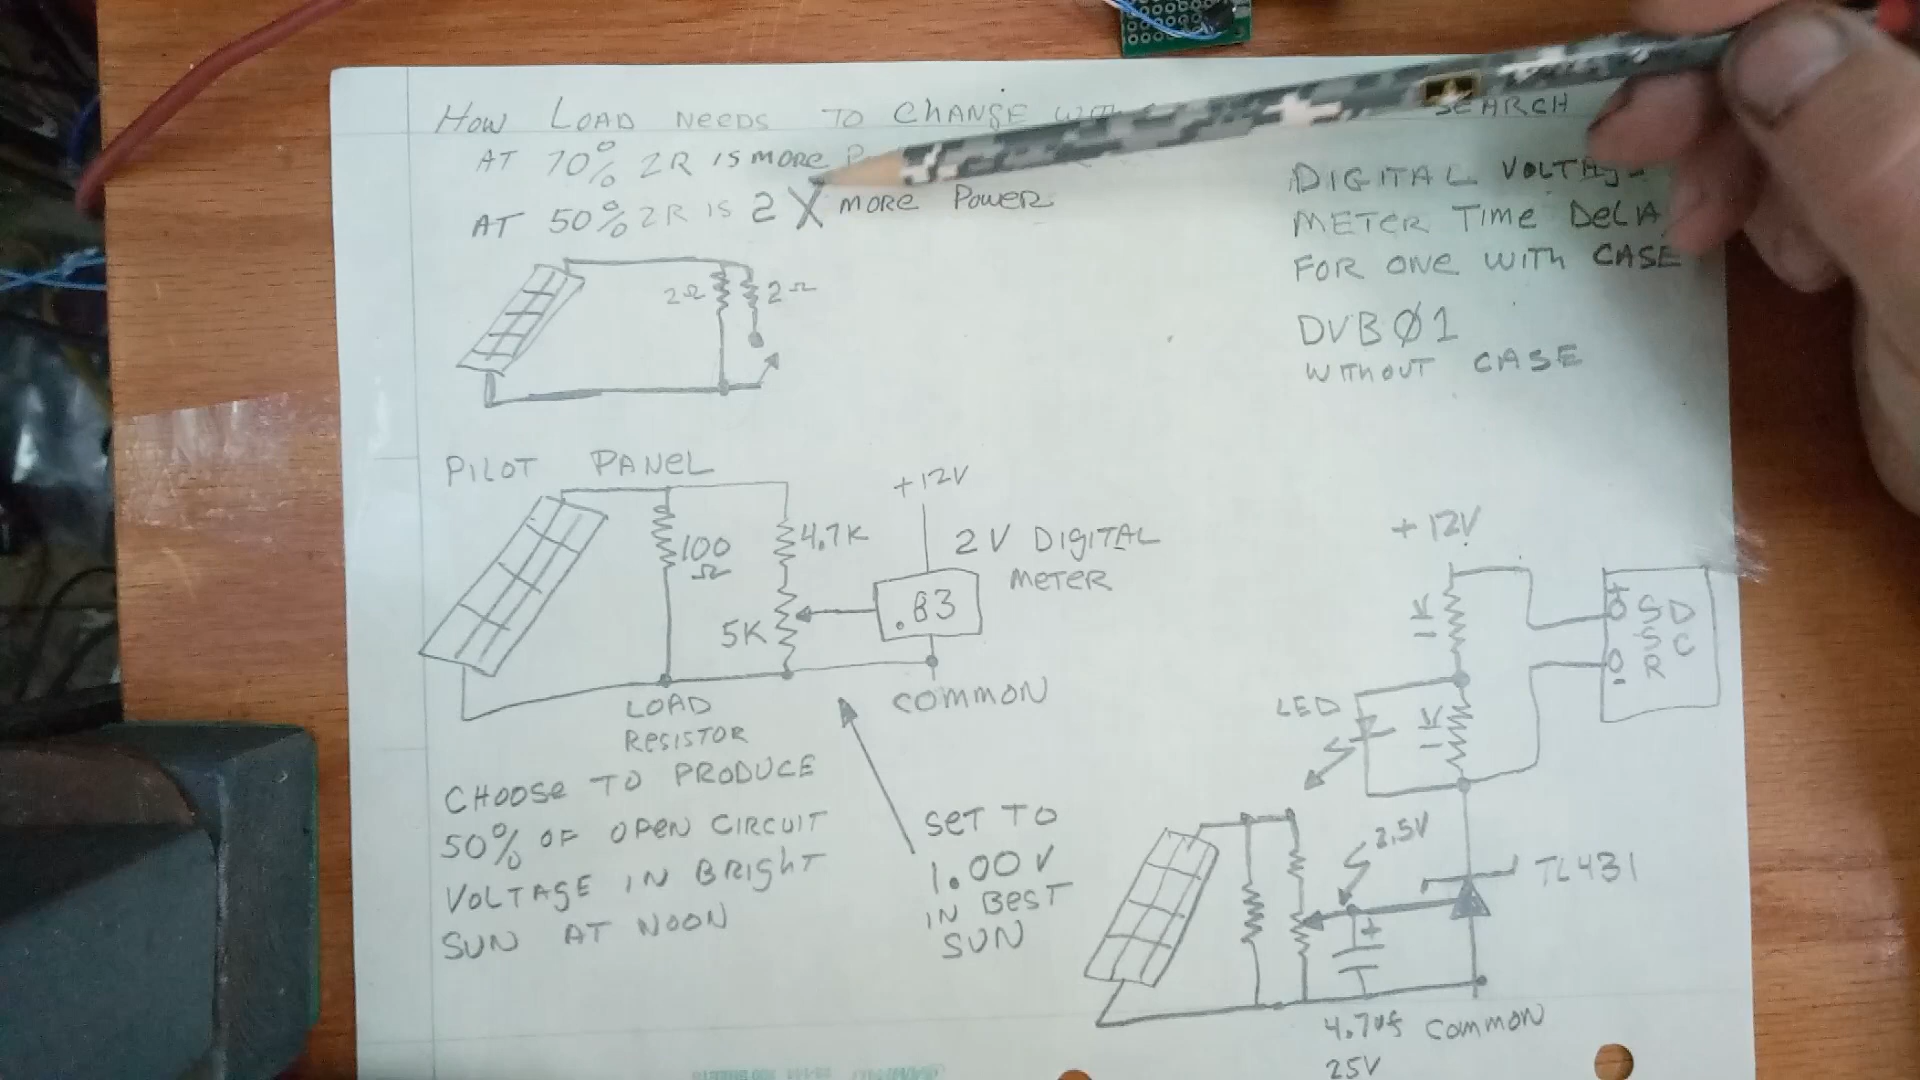 HOW LOAD NEEDS TO CHANGE
SEARCH
AT 70% 2R IS MORE
AT 50% 2R IS 2X MORE POWER
2Ω
2Ω
DIGITAL
METER TIME
FOR ONE WITH CASE
DVBØ1
WITHOUT CASE
PILOT PANEL
100
Ω
4.7K
5K
+12V
2V DIGITAL
METER
.83
COMMON
LOAD
RESISTOR
CHOOSE TO PRODUCE
50% OF OPEN CIRCUIT
VOLTAGE IN BRIGHT
SUN AT NOON
SET TO
1.00V
IN BEST
SUN
+12V
1K
1K
LED
+
S D
S C
R
-
2.5V
TL431
+
4.7uf COMMON
25V